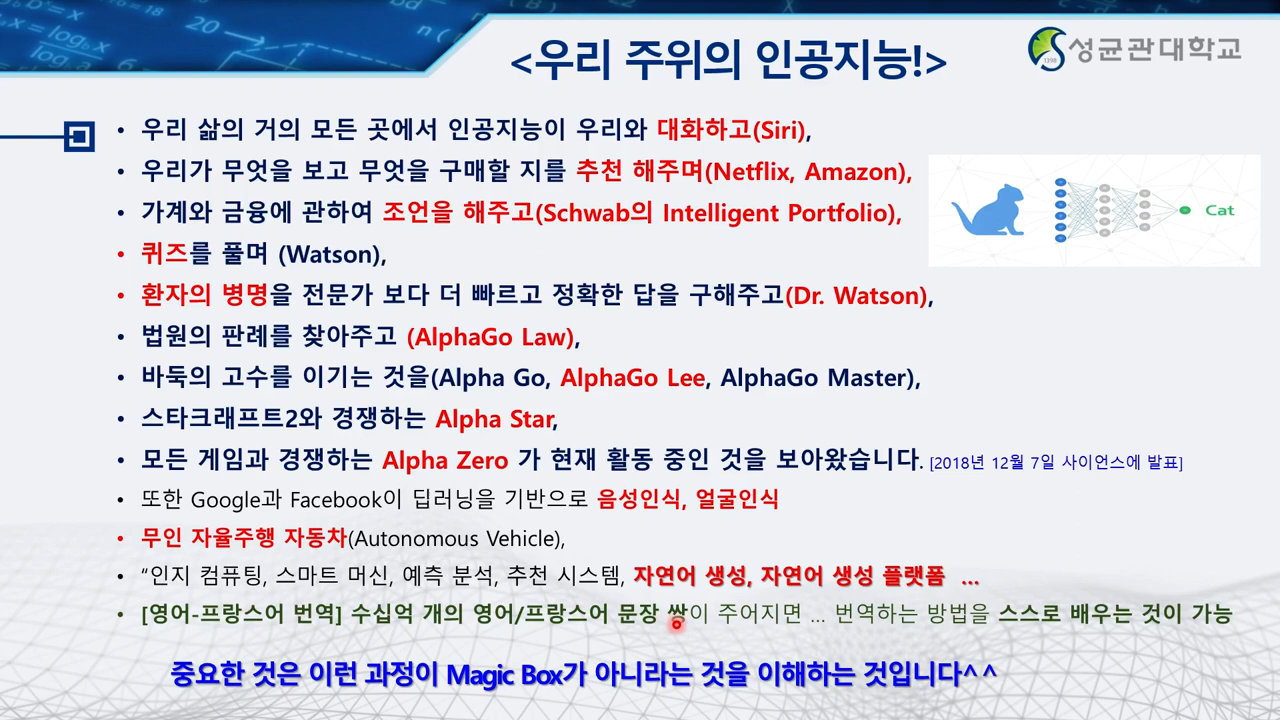 <우리 주위의 인공지능!>
성균관대학교
1398
• 우리 삶의 거의 모든 곳에서 인공지능이 우리와 대화하고(Siri),
• 우리가 무엇을 보고 무엇을 구매할 지를 추천 해주며(Netflix, Amazon),
• 가계와 금융에 관하여 조언을 해주고(Schwab의 Intelligent Portfolio),
Cat
• 퀴즈를 풀며 (Watson),
• 환자의 병명을 전문가 보다 더 빠르고 정확한 답을 구해주고(Dr. Watson),
• 법원의 판례를 찾아주고 (AlphaGo Law),
• 바둑의 고수를 이기는 것을(Alpha Go, AlphaGo Lee, AlphaGo Master),
• 스타크래프트2와 경쟁하는 Alpha Star,
• 모든 게임과 경쟁하는 Alpha Zero 가 현재 활동 중인 것을 보아왔습니다. [2018년 12월 7일 사이언스에 발표]
• 또한 Google과 Facebook이 딥러닝을 기반으로 음성인식, 얼굴인식
• 무인 자율주행 자동차(Autonomous Vehicle),
• “인지 컴퓨팅, 스마트 머신, 예측 분석, 추천 시스템, 자연어 생성, 자연어 생성 플랫폼 ...
• [영어-프랑스어 번역] 수십억 개의 영어/프랑스어 문장 쌍이 주어지면 ... 번역하는 방법을 스스로 배우는 것이 가능
중요한 것은 이런 과정이 Magic Box가 아니라는 것을 이해하는 것입니다^^